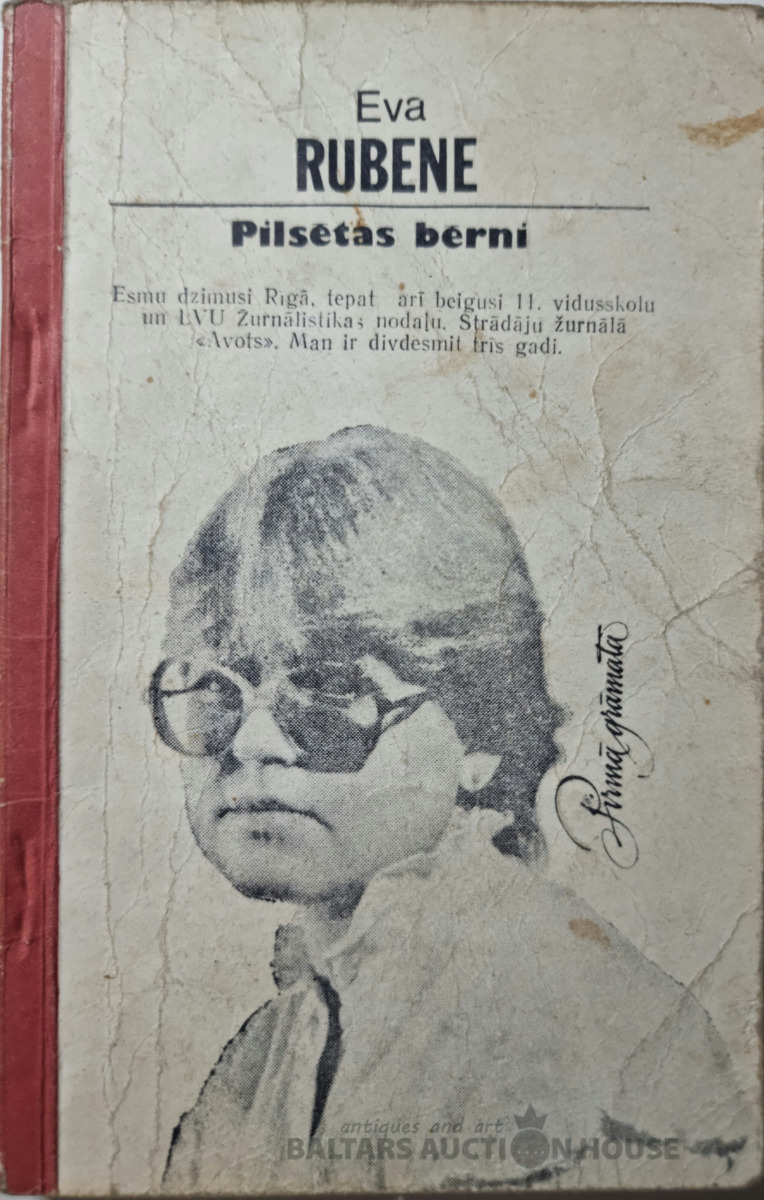 Eva
RUBENE
Pilsētas bērni
Esmu dzimusi Rīgā, tepat arī beigusi 11. vidusskolu
un LVU Žurnālistikas nodaļu. Strādāju žurnālā
«Avots». Man ir divdesmit trīs gadi.
Pirmā grāmata
antiques and art
BALTARS AUCTION HOUSE